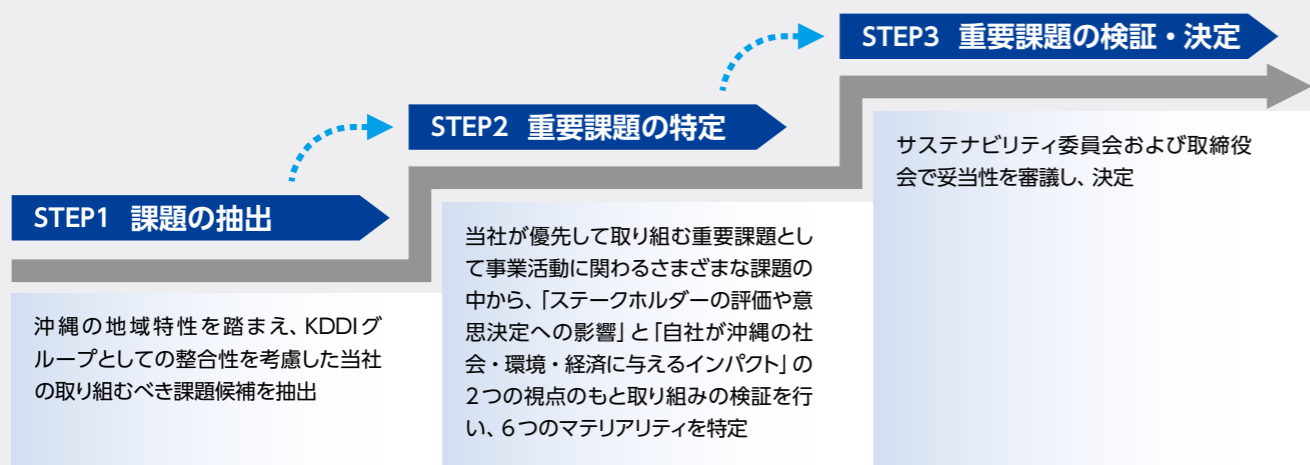 STEP1 課題の抽出
沖縄の地域特性を踏まえ、KDDIグ
ループとしての整合性を考慮した当社
の取り組むべき課題候補を抽出
STEP2 重要課題の特定
当社が優先して取り組む重要課題とし
て事業活動に関わるさまざまな課題の
中から、「ステークホルダーの評価や意
思決定への影響」と「自社が沖縄の社
会・環境・経済に与えるインパクト」の
2つの視点のもと取り組みの検証を行
い、6つのマテリアリティを特定
STEP3 重要課題の検証・決定
サステナビリティ委員会および取締役
会で妥当性を審議し、決定